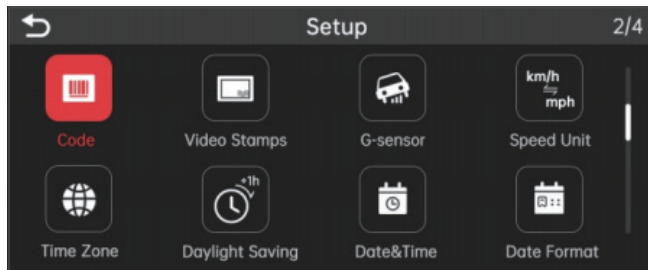 Setup 2/4
km/h
mph
Code Video Stamps G-sensor Speed Unit
+1h
Time Zone Daylight Saving Date&Time Date Format